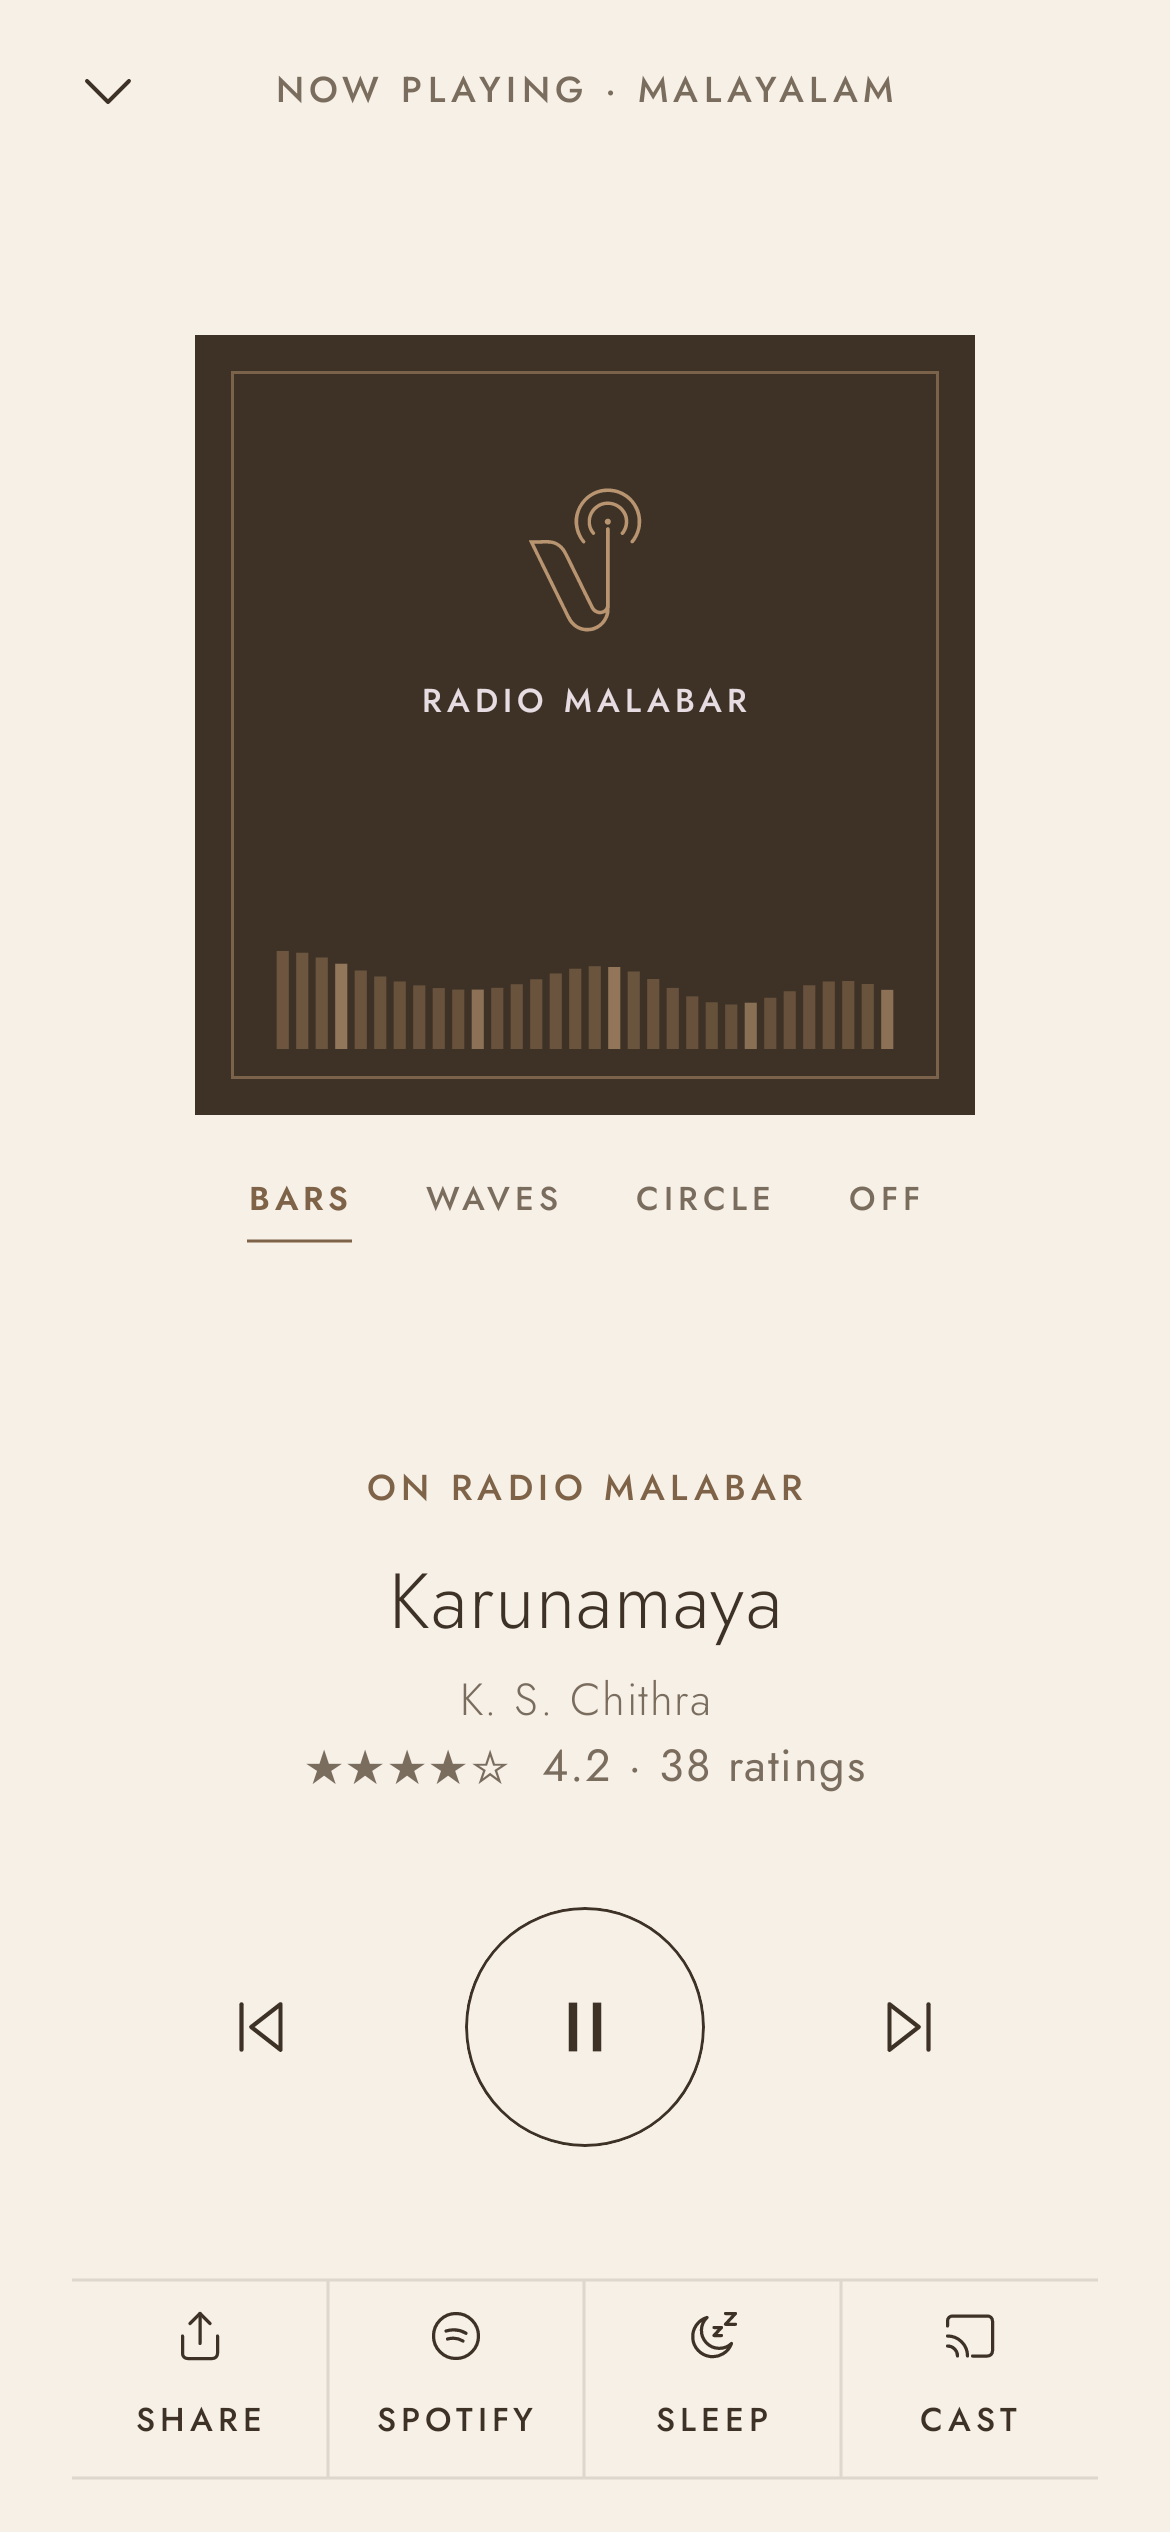 NOW PLAYING · MALAYALAM
RADIO MALABAR
BARS WAVES CIRCLE OFF
ON RADIO MALABAR
Karunamaya
K. S. Chithra
★★★★☆ 4.2 · 38 ratings
SHARE SPOTIFY SLEEP CAST